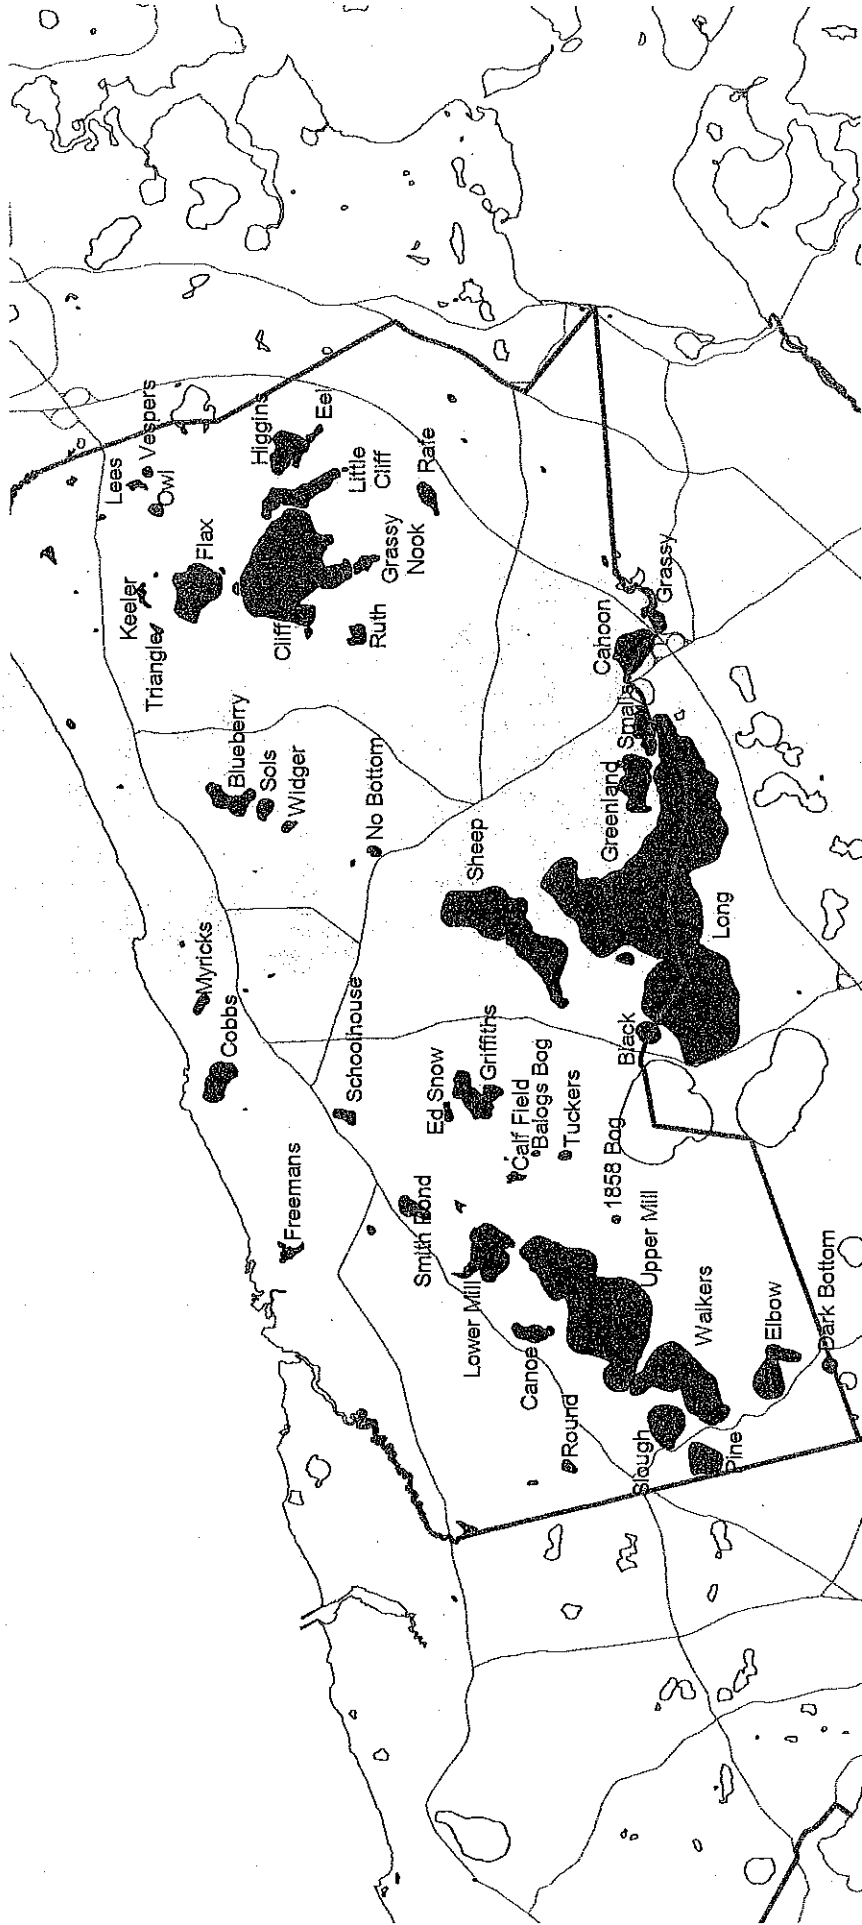 Lees
Vespers
Owl
Keeler
Triangle
Flax
Higgins
Eel
Little
Cliff
Cliff
Grassy
Nook
Rafe
Ruth
Blueberry
Sols
Widger
No Bottom
Myricks
Cobbs
Schoolhouse
Freemans
Sheep
Cahoon
Grassy
Smalls
Greenland
Long
Black
Ed Snow
Griffiths
Calf Field
Balogs Bog
Tuckers
Smith Pond
1858 Bog
Lower Mill
Upper Mill
Canoe
Walkers
Round
Slough
Pine
Elbow
Dark Bottom